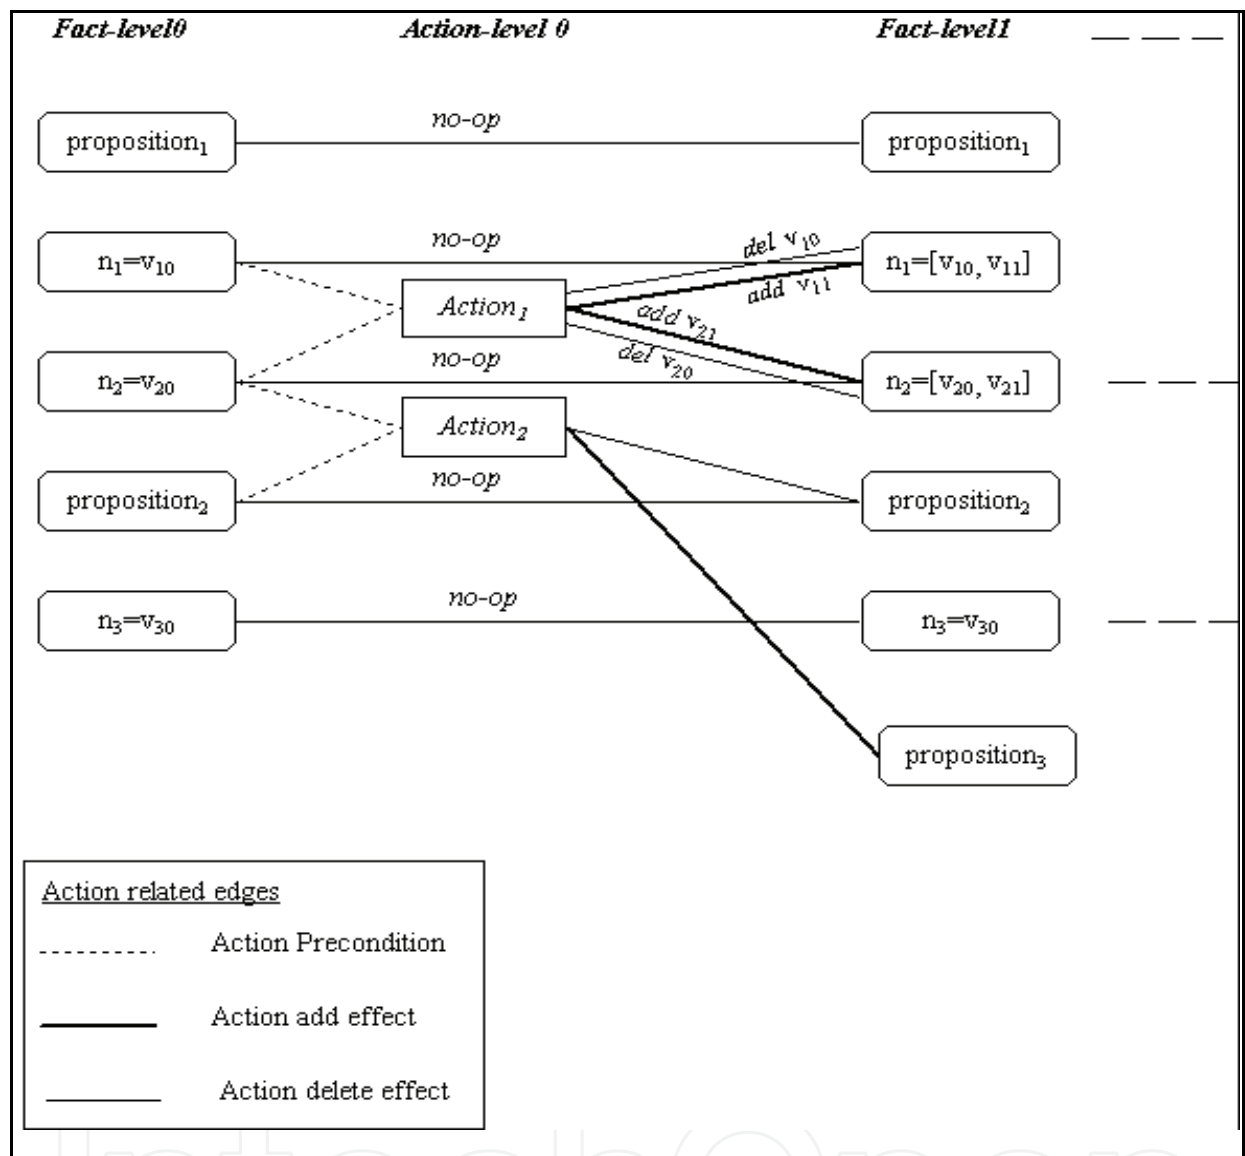 Fact-level0 Action-level 0 Fact-level1
proposition₁ no-op proposition₁
n₁=v₁₀ no-op del v₁₀ n₁=[v₁₀, v₁₁]
add v₁₁
Action₁ add v₂₁
n₂=v₂₀ no-op del v₂₀ n₂=[v₂₀, v₂₁]
Action₂
proposition₂ no-op proposition₂
n₃=v₃₀ no-op n₃=v₃₀
proposition₃
Action related edges
Action Precondition
Action add effect
Action delete effect